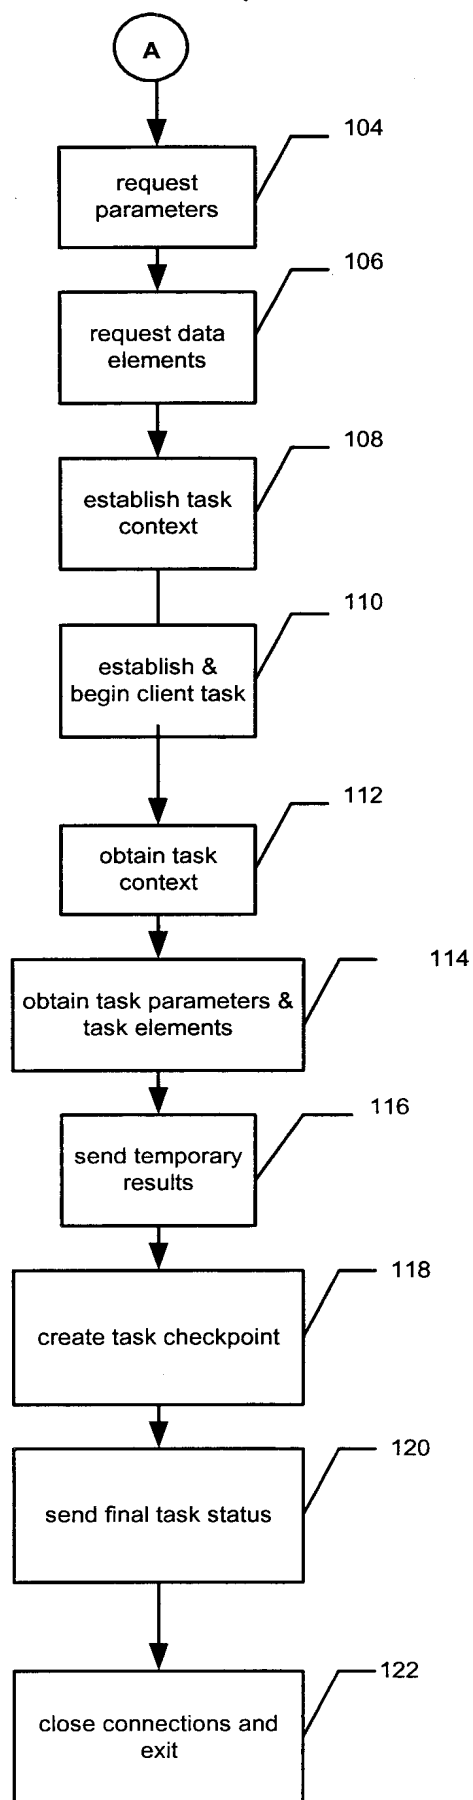 A
104
request
parameters
106
request data
elements
108
establish task
context
110
establish &
begin client task
112
obtain task
context
114
obtain task parameters &
task elements
116
send temporary
results
118
create task checkpoint
120
send final task status
122
close connections and
exit